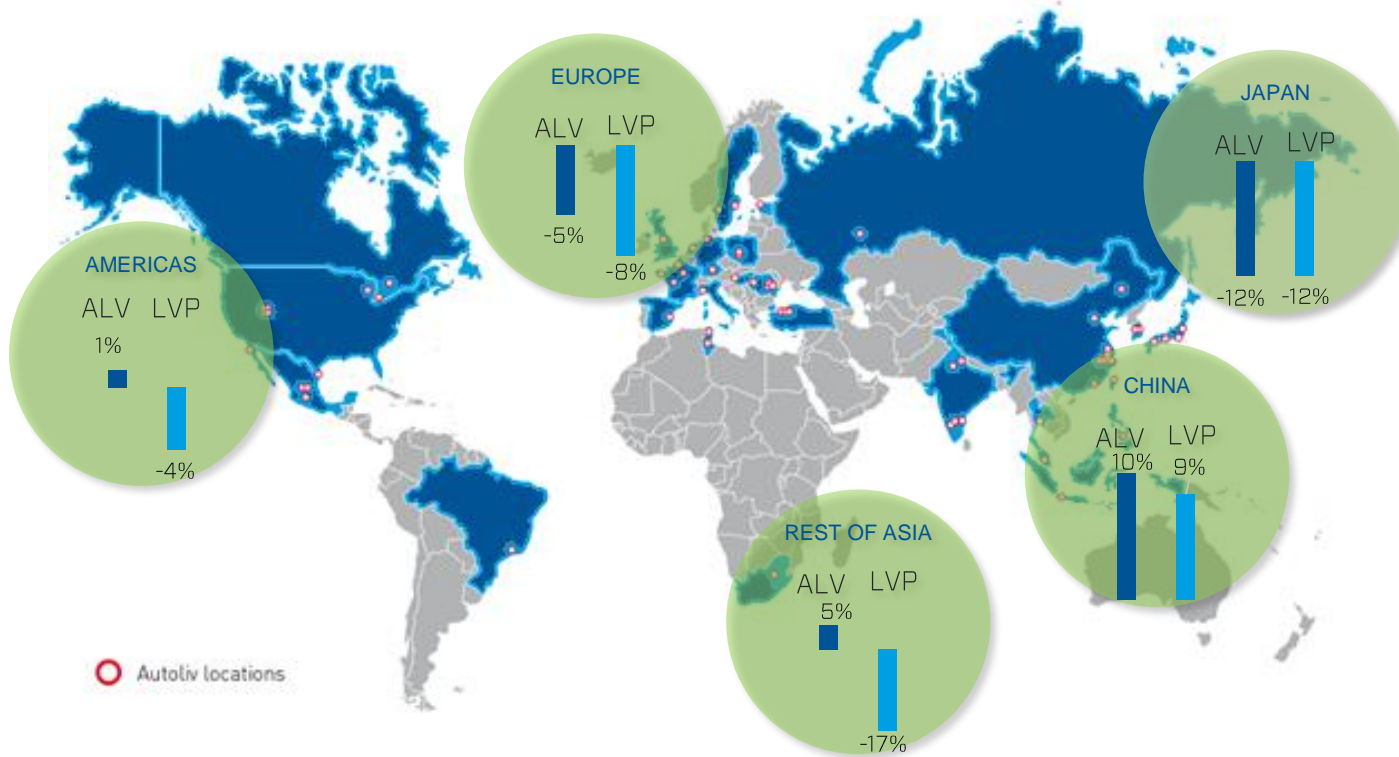 EUROPE
ALV LVP
-5%
-8%
JAPAN
ALV LVP
-12% -12%
AMERICAS
ALV LVP
1%
-4%
CHINA
ALV LVP
10% 9%
REST OF ASIA
ALV LVP
5%
-17%
Autoliv locations